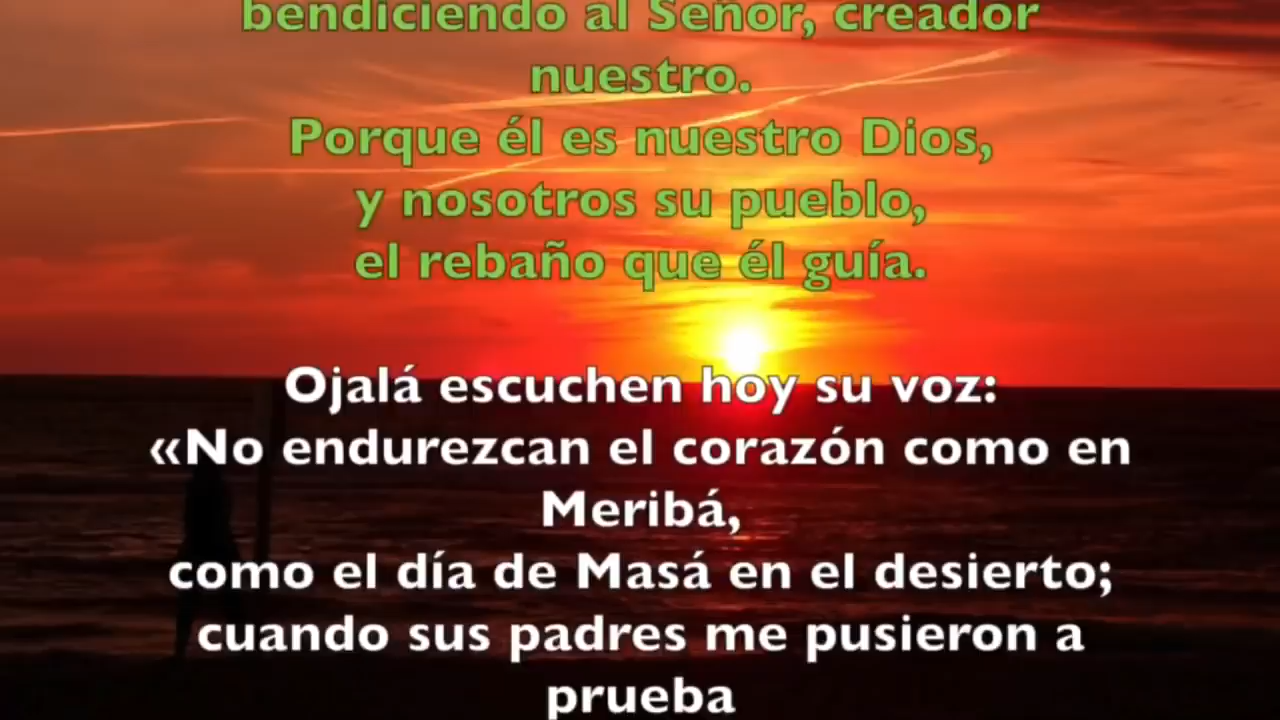 bendiciendo al Señor, creador
nuestro.
Porque él es nuestro Dios,
y nosotros su pueblo,
el rebaño que él guía.
Ojalá escuchen hoy su voz:
«No endurezcan el corazón como en
Meribá,
como el día de Masá en el desierto;
cuando sus padres me pusieron a
prueba